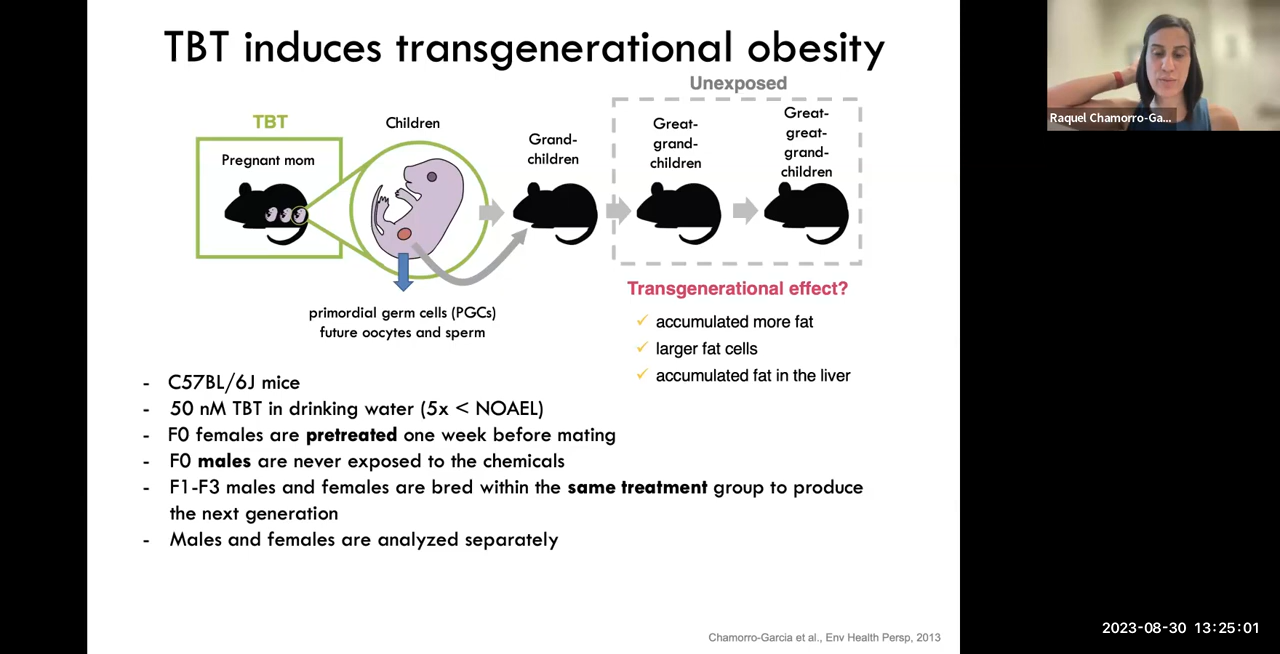 TBT induces transgenerational obesity
Unexposed
TBT
Pregnant mom
Children
Grand-
children
Great-
grand-
children
Great-
great-
grand-
children
primordial germ cells (PGCs)
future oocytes and sperm
Transgenerational effect?
✓ accumulated more fat
✓ larger fat cells
✓ accumulated fat in the liver
- C57BL/6J mice
- 50 nM TBT in drinking water (5x < NOAEL)
- F0 females are pretreated one week before mating
- F0 males are never exposed to the chemicals
- F1-F3 males and females are bred within the same treatment group to produce
the next generation
- Males and females are analyzed separately
Chamorro-Garcia et al., Env Health Persp, 2013
Raquel Chamorro-Ga...
2023-08-30 13:25:01